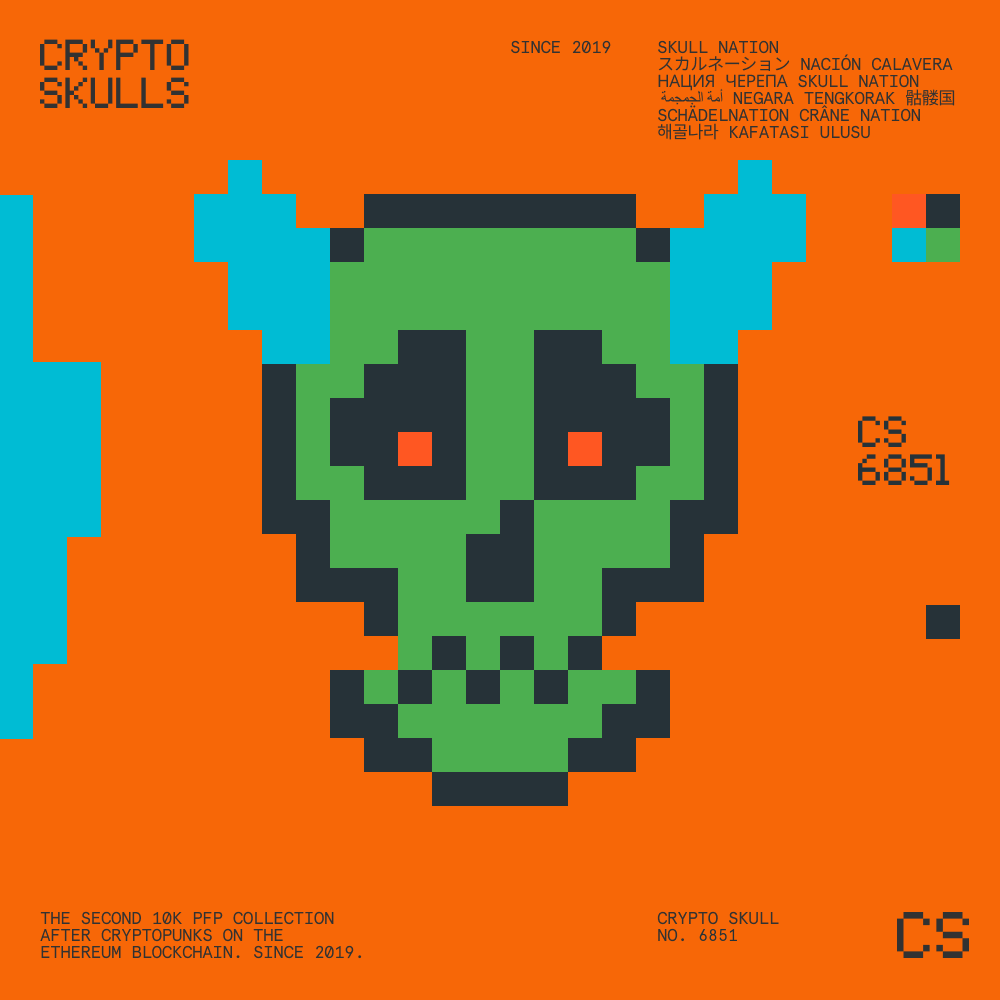 CRYPTO
SKULLS
SINCE 2019
SKULL NATION
スカルネーション NACIÓN CALAVERA
НАЦИЯ ЧЕРЕПА SKULL NATION
أمة الجمجمة NEGARA TENGKORAK 骷髅国
SCHÄDELNATION CRÂNE NATION
해골나라 KAFATASI ULUSU
CS
6851
THE SECOND 10K PFP COLLECTION
AFTER CRYPTOPUNKS ON THE
ETHEREUM BLOCKCHAIN. SINCE 2019.
CRYPTO SKULL
NO. 6851
CS